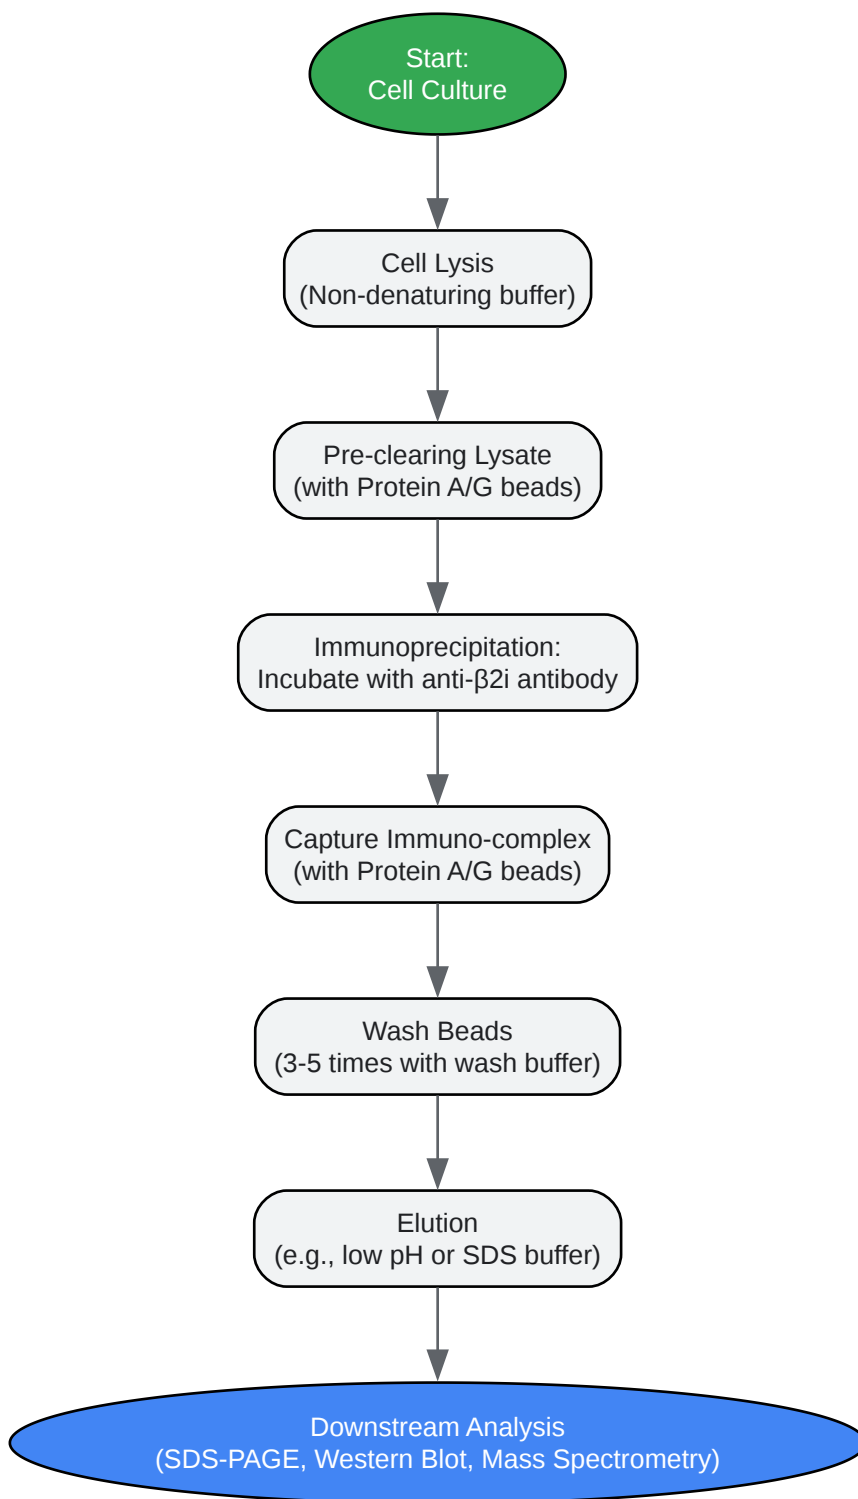 Start:
Cell Culture
Cell Lysis
(Non-denaturing buffer)
Pre-clearing Lysate
(with Protein A/G beads)
Immunoprecipitation:
Incubate with anti-β2i antibody
Capture Immuno-complex
(with Protein A/G beads)
Wash Beads
(3-5 times with wash buffer)
Elution
(e.g., low pH or SDS buffer)
Downstream Analysis
(SDS-PAGE, Western Blot, Mass Spectrometry)